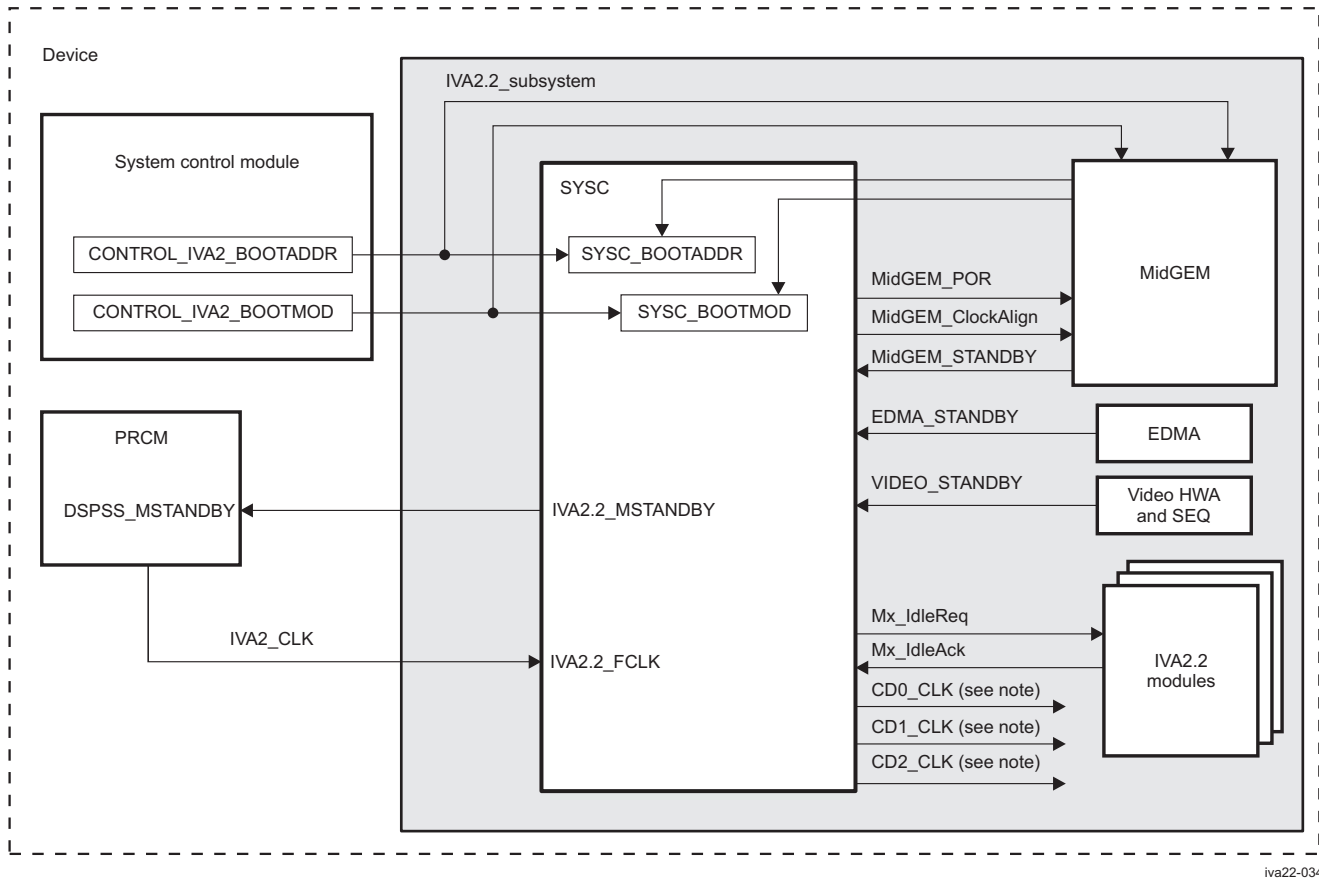 Device
IVA2.2_subsystem
System control module
SYSC
CONTROL_IVA2_BOOTADDR
SYSC_BOOTADDR
MidGEM
CONTROL_IVA2_BOOTMOD
SYSC_BOOTMOD
MidGEM_POR
MidGEM_ClockAlign
MidGEM_STANDBY
PRCM
EDMA_STANDBY
EDMA
DSPSS_MSTANDBY
IVA2.2_MSTANDBY
VIDEO_STANDBY
Video HWA
and SEQ
IVA2_CLK
IVA2.2_FCLK
Mx_IdleReq
Mx_IdleAck
IVA2.2
modules
CD0_CLK (see note)
CD1_CLK (see note)
CD2_CLK (see note)
iva22-034